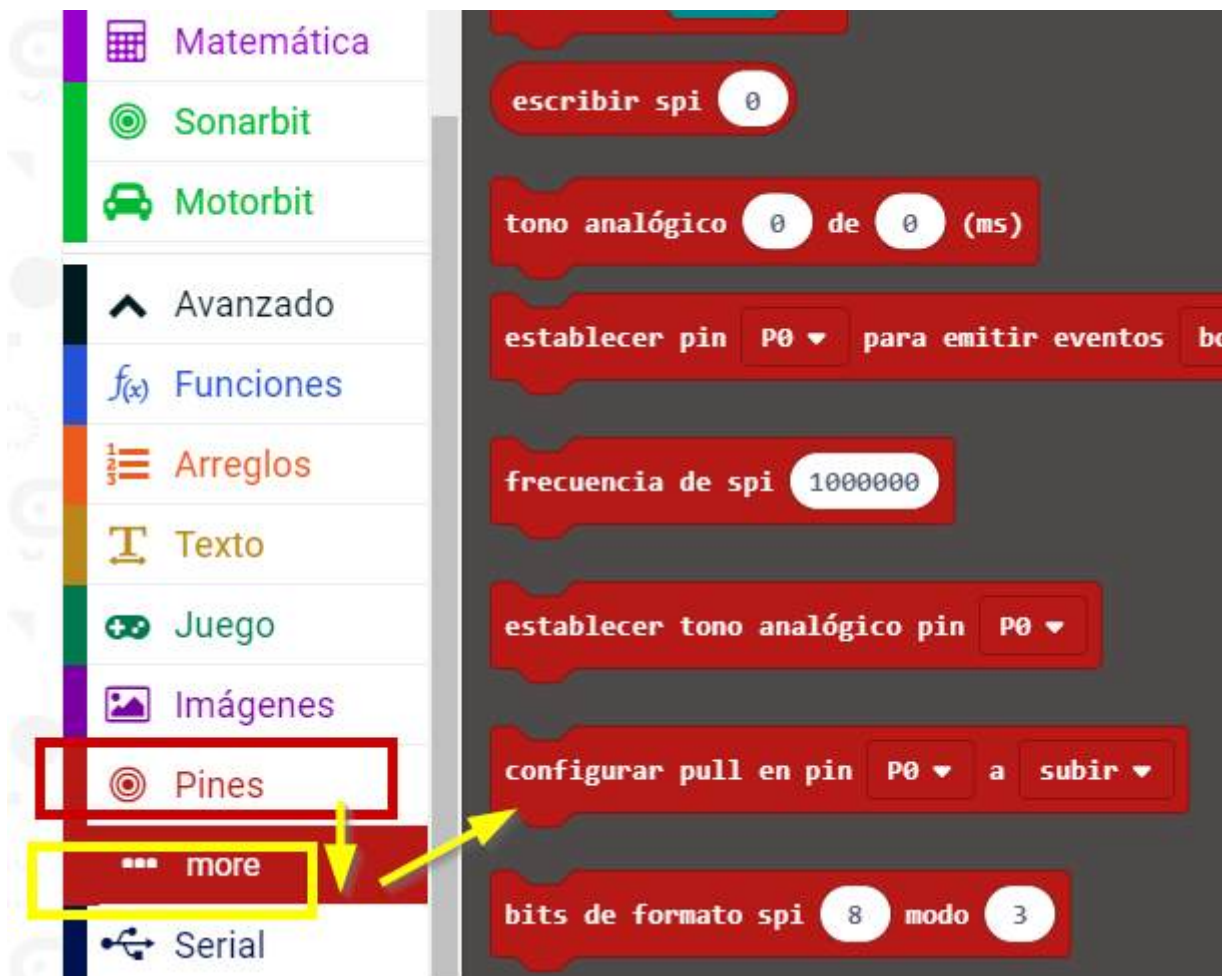 Matemática
Sonarbit
Motorbit
Avanzado
f(x) Funciones
Arreglos
Texto
Juego
Imágenes
Pines
more
Serial
escribir spi 0
tono analógico 0 de 0 (ms)
establecer pin P0 para emitir eventos
frecuencia de spi 1000000
establecer tono analógico pin P0
configurar pull en pin P0 a subir
bits de formato spi 8 modo 3